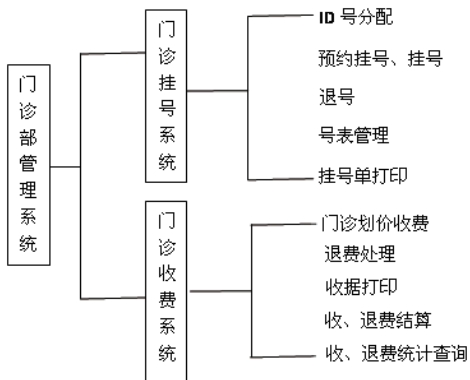 门诊部管理系统
门诊挂号系统
ID 号分配
预约挂号、挂号
退号
号表管理
挂号单打印
门诊收费系统
门诊划价收费
退费处理
收据打印
收、退费结算
收、退费统计查询